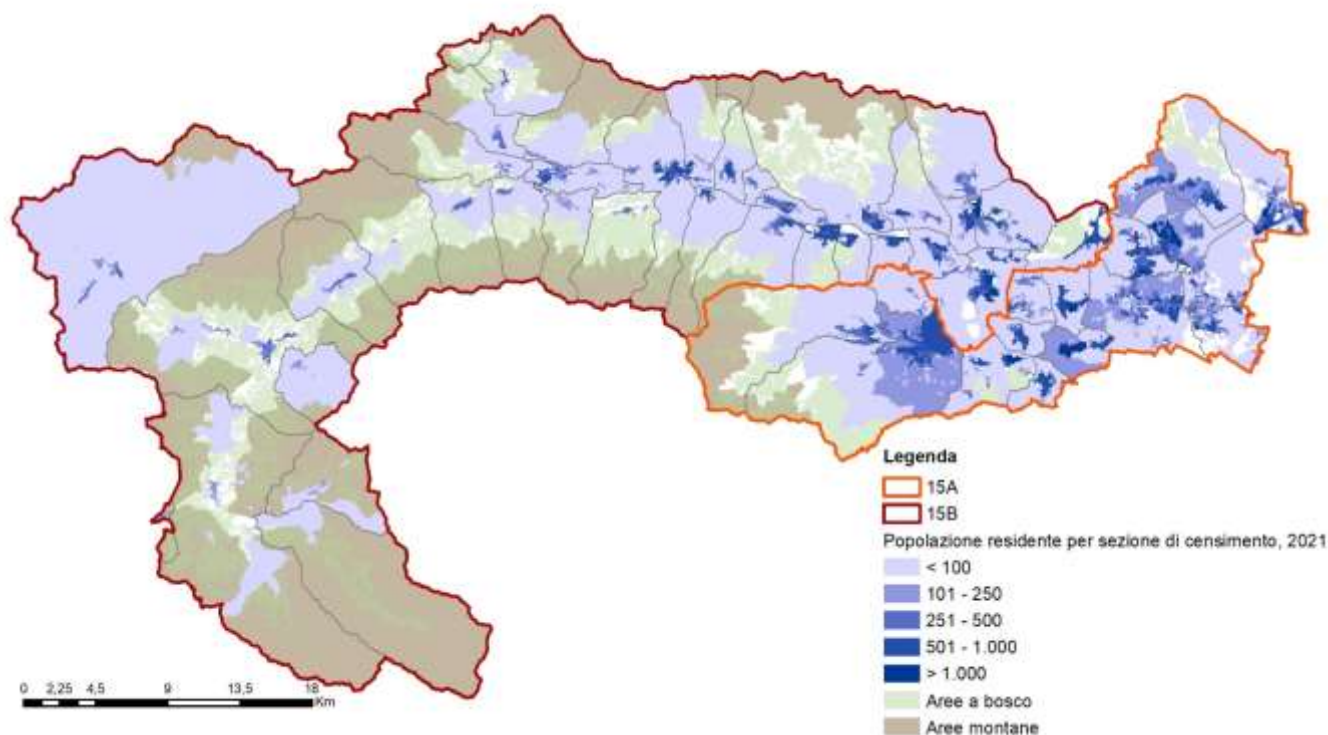 Legenda
15A
15B
Popolazione residente per sezione di censimento, 2021
< 100
101 - 250
251 - 500
501 - 1.000
> 1.000
Aree a bosco
Aree montane
0 2,25 4,5 9 13,5 18
Km